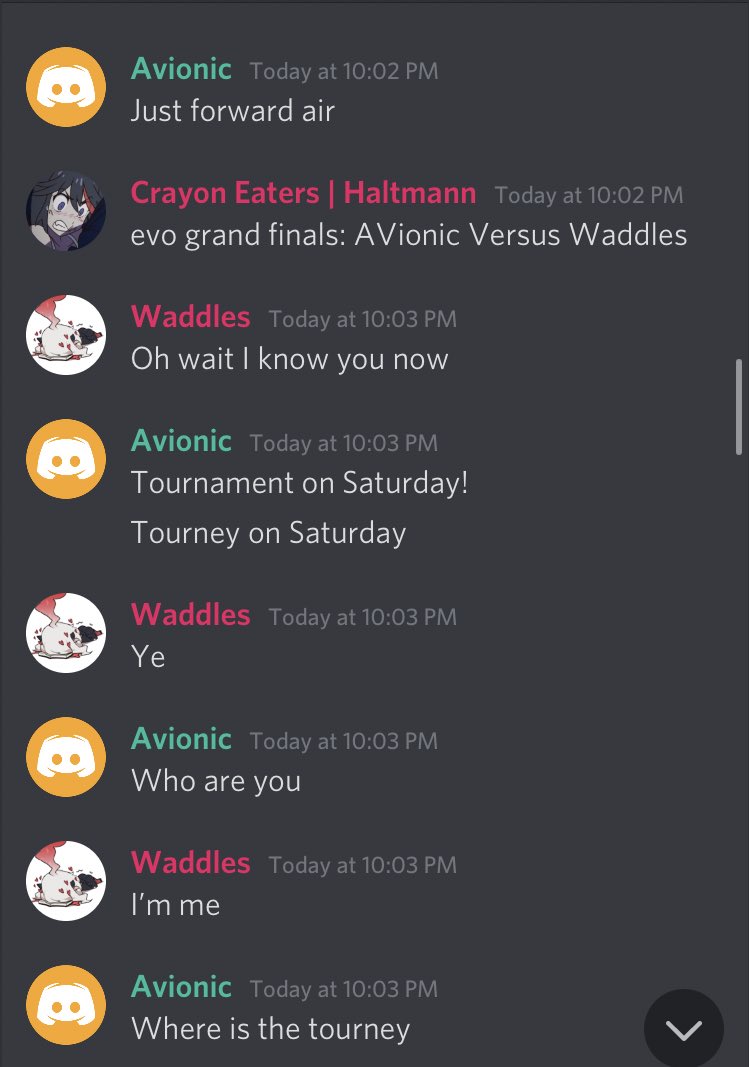 Avionic Today at 10:02 PM
Just forward air
Crayon Eaters | Haltmann Today at 10:02 PM
evo grand finals: AVionic Versus Waddles
Waddles Today at 10:03 PM
Oh wait I know you now
Avionic Today at 10:03 PM
Tournament on Saturday!
Tourney on Saturday
Waddles Today at 10:03 PM
Ye
Avionic Today at 10:03 PM
Who are you
Waddles Today at 10:03 PM
I’m me
Avionic Today at 10:03 PM
Where is the tourney